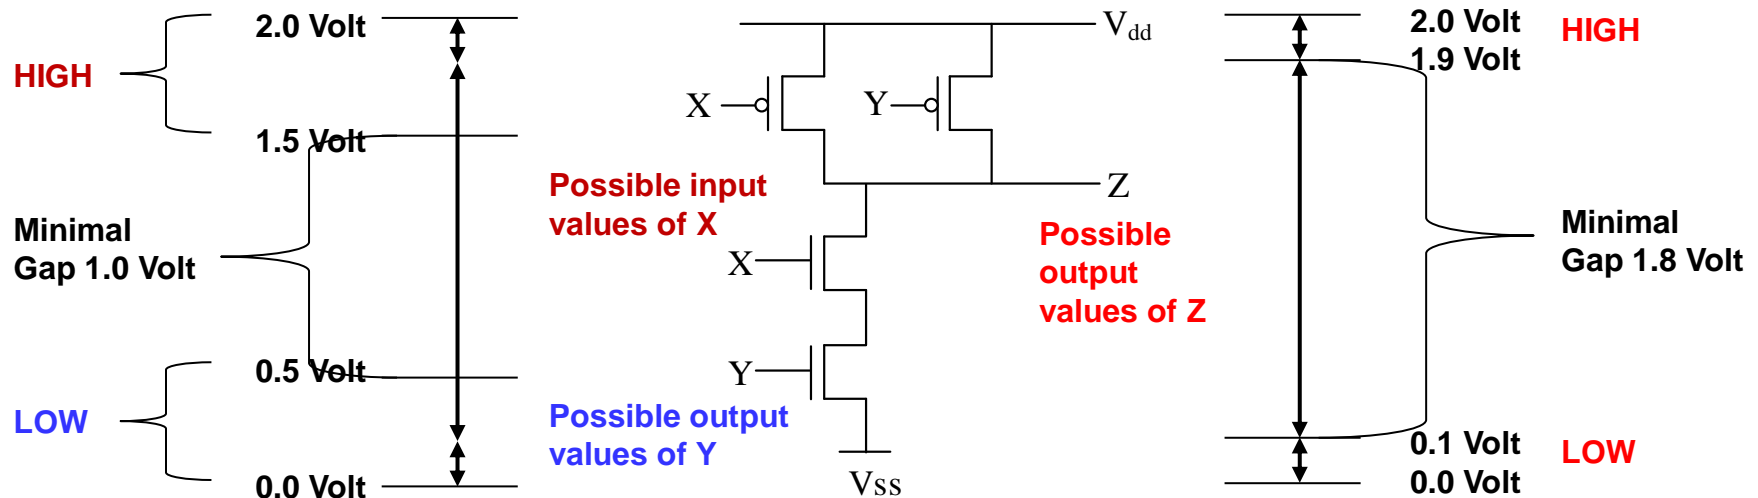 2.0 Volt
HIGH
1.5 Volt
Minimal
Gap 1.0 Volt
0.5 Volt
LOW
0.0 Volt
Possible input
values of X
Possible output
values of Y
Vdd
X
Y
Z
X
Y
Vss
Possible
output
values of Z
2.0 Volt
HIGH
1.9 Volt
Minimal
Gap 1.8 Volt
0.1 Volt
LOW
0.0 Volt